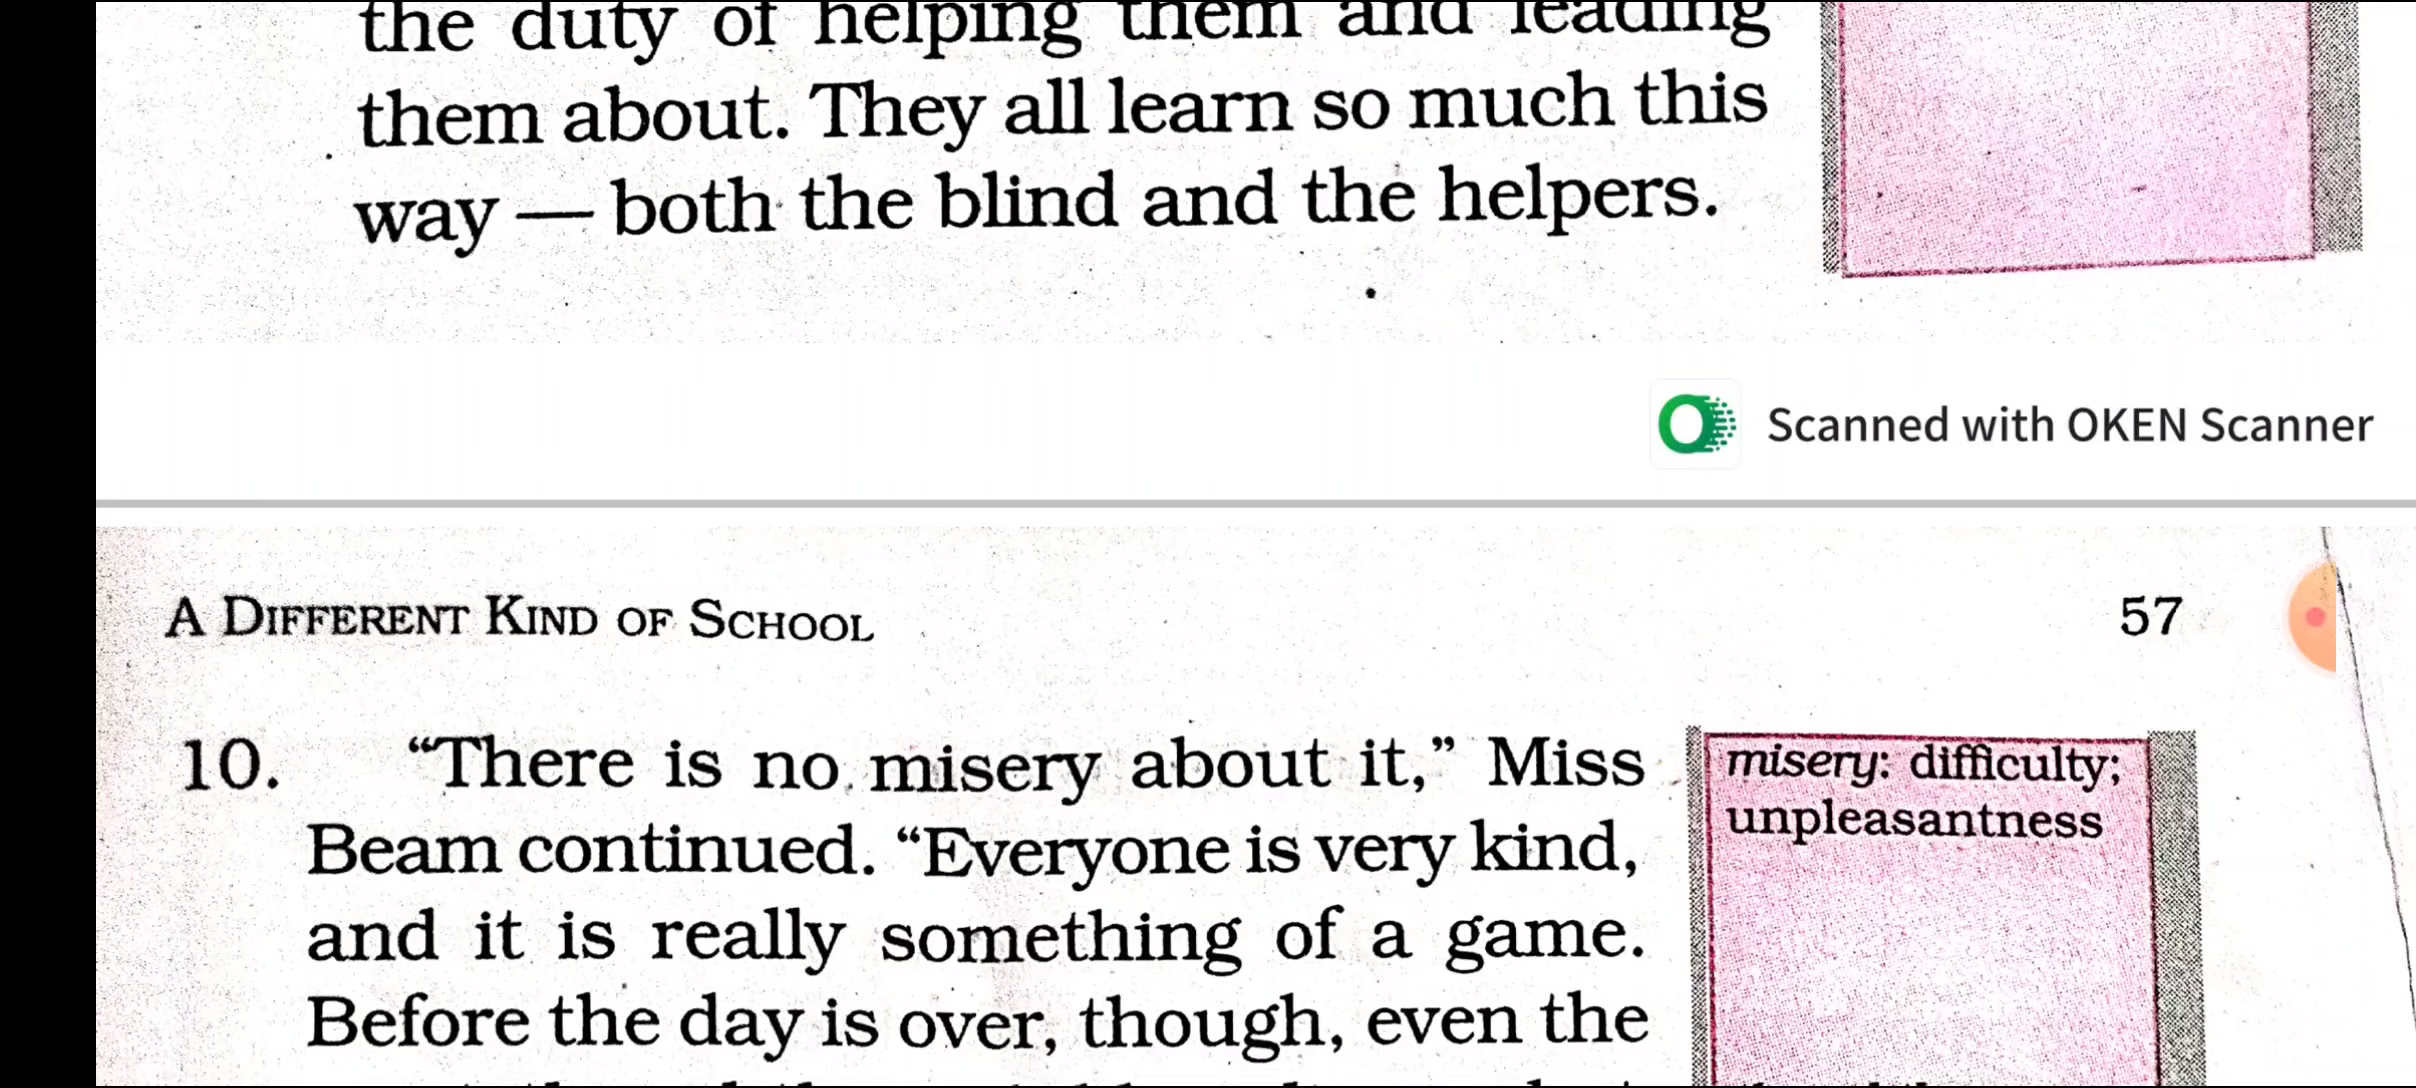 the duty of helping them and leading
them about. They all learn so much this
way — both the blind and the helpers.
Scanned with OKEN Scanner
A DIFFERENT KIND OF SCHOOL
57
10. “There is no misery about it,” Miss
Beam continued. “Everyone is very kind,
and it is really something of a game.
Before the day is over, though, even the
misery: difficulty;
unpleasantness